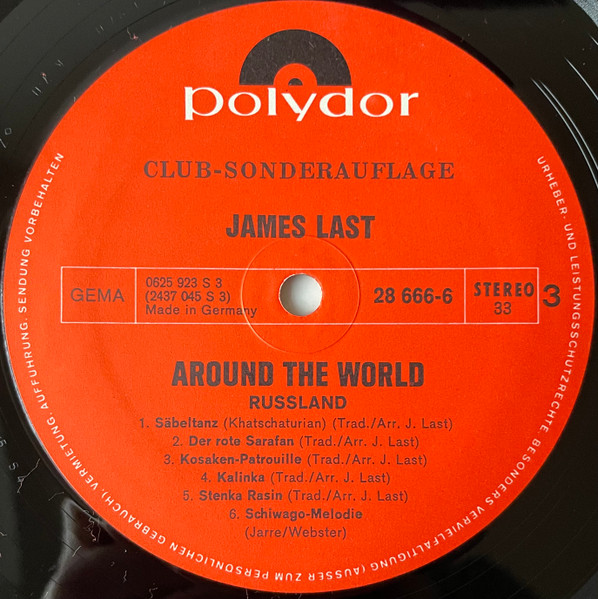 polydor
CLUB-SONDERAUFLAGE
JAMES LAST
GEMA
0625 923 S 3
(2437 045 S 3)
Made in Germany
28 666-6
STEREO
33
3
AROUND THE WORLD
RUSSLAND
1. Säbeltanz (Khatschaturian) (Trad./Arr. J. Last)
2. Der rote Sarafan (Trad./Arr. J. Last)
3. Kosaken-Patrouille (Trad./Arr. J. Last)
4. Kalinka (Trad./Arr. J. Last)
5. Stenka Rasin (Trad./Arr. J. Last)
6. Schiwago-Melodie
(Jarre/Webster)
URHEBER- UND LEISTUNGSSCHUTZRECHTE, BESONDERS VERVIELFÄLTIGUNG (AUSSER ZUM PERSÖNLICHEN GEBRAUCH), VERMIETUNG, AUFFÜHRUNG, SENDUNG VORBEHALTEN